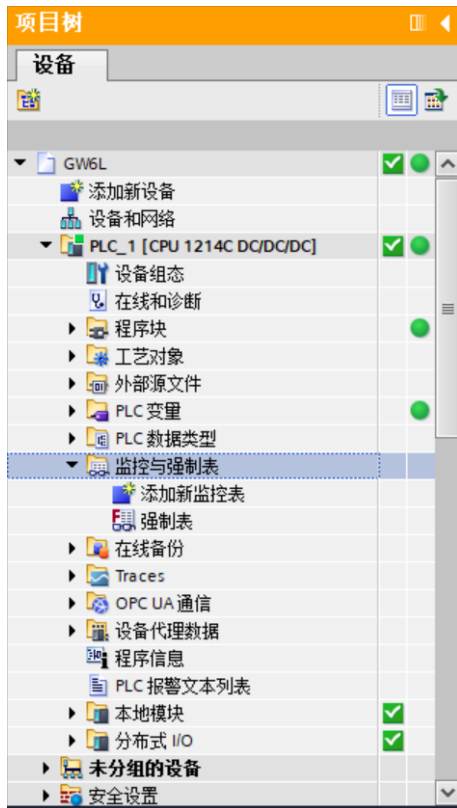 项目树
设备
GW6L
添加新设备
设备和网络
PLC_1 [CPU 1214C DC/DC/DC]
设备组态
在线和诊断
程序块
工艺对象
外部源文件
PLC 变量
PLC 数据类型
监控与强制表
添加新监控表
强制表
在线备份
Traces
OPC UA 通信
设备代理数据
程序信息
PLC 报警文本列表
本地模块
分布式 I/O
未分组的设备
安全设置